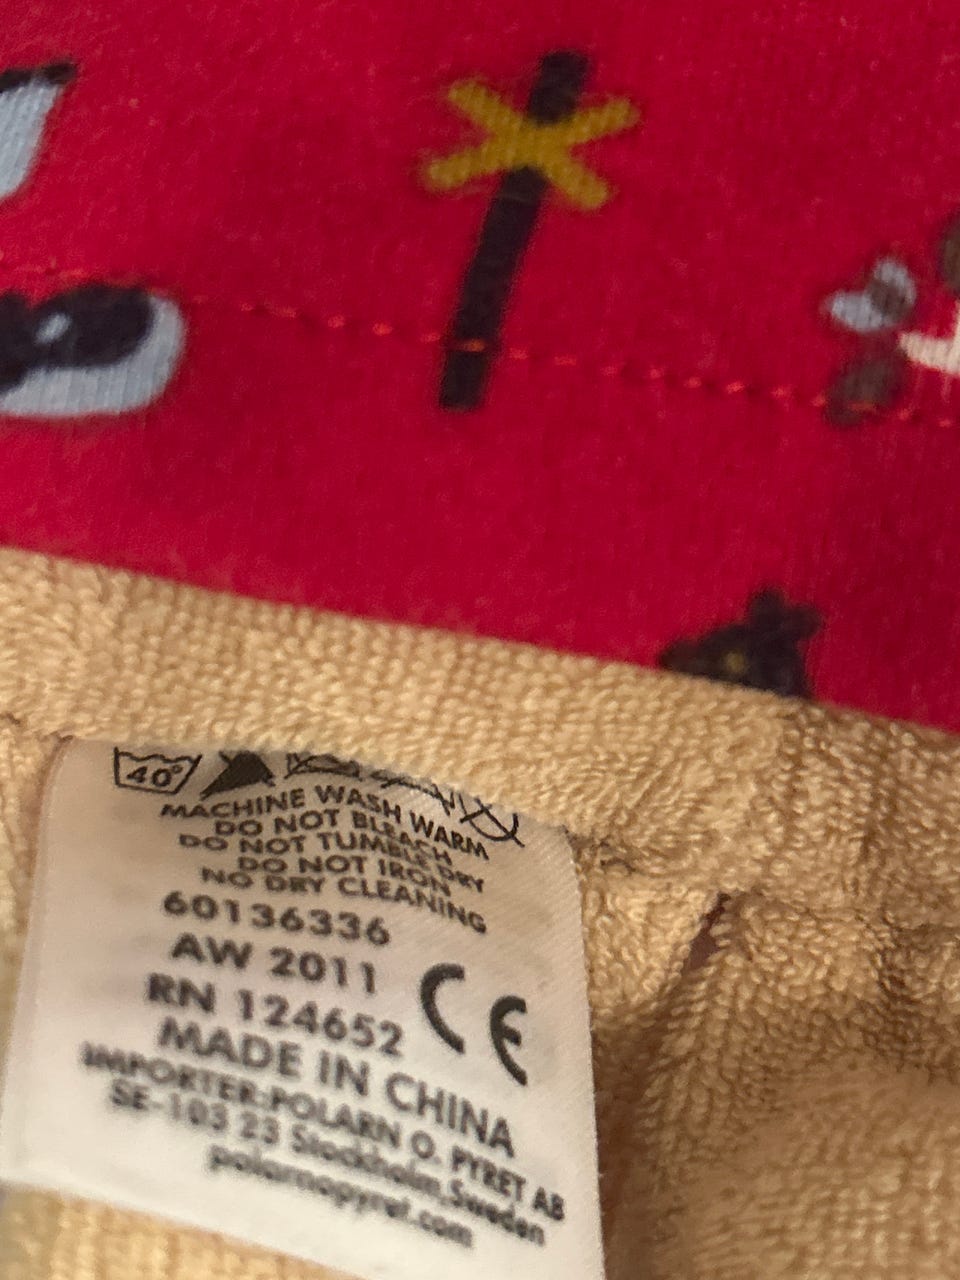 40°
MACHINE WASH WARM
DO NOT BLEACH
DO NOT TUMBLE DRY
DO NOT IRON
NO DRY CLEANING
60136336
AW 2011
RN 124652
CE
MADE IN CHINA
IMPORTER:POLARN O. PYRET AB
SE-103 23 Stockholm,Sweden
polarnopyret.com